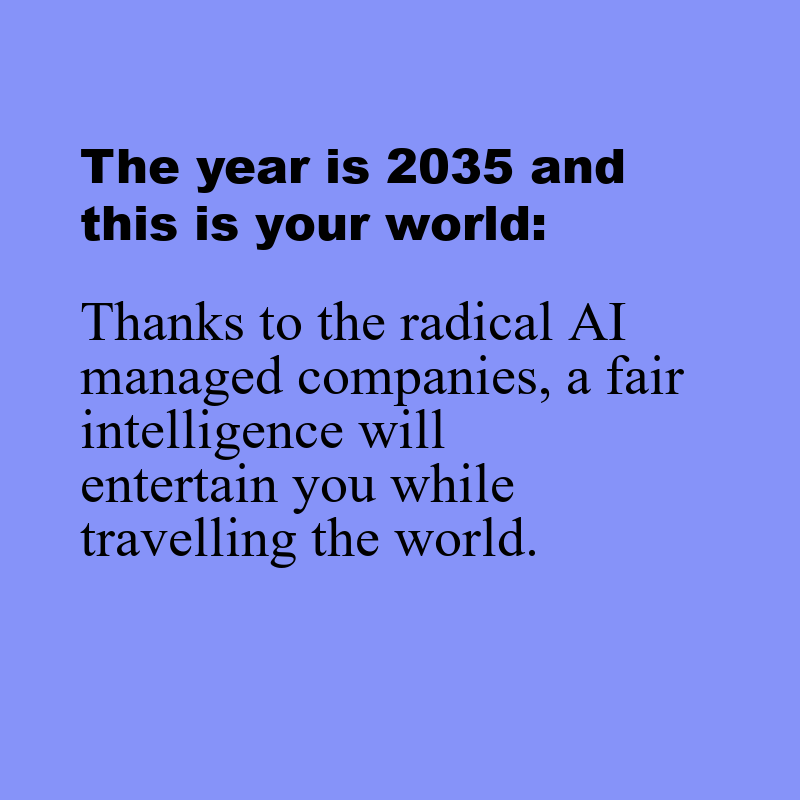 The year is 2035 and
this is your world:
Thanks to the radical AI
managed companies, a fair
intelligence will
entertain you while
travelling the world.